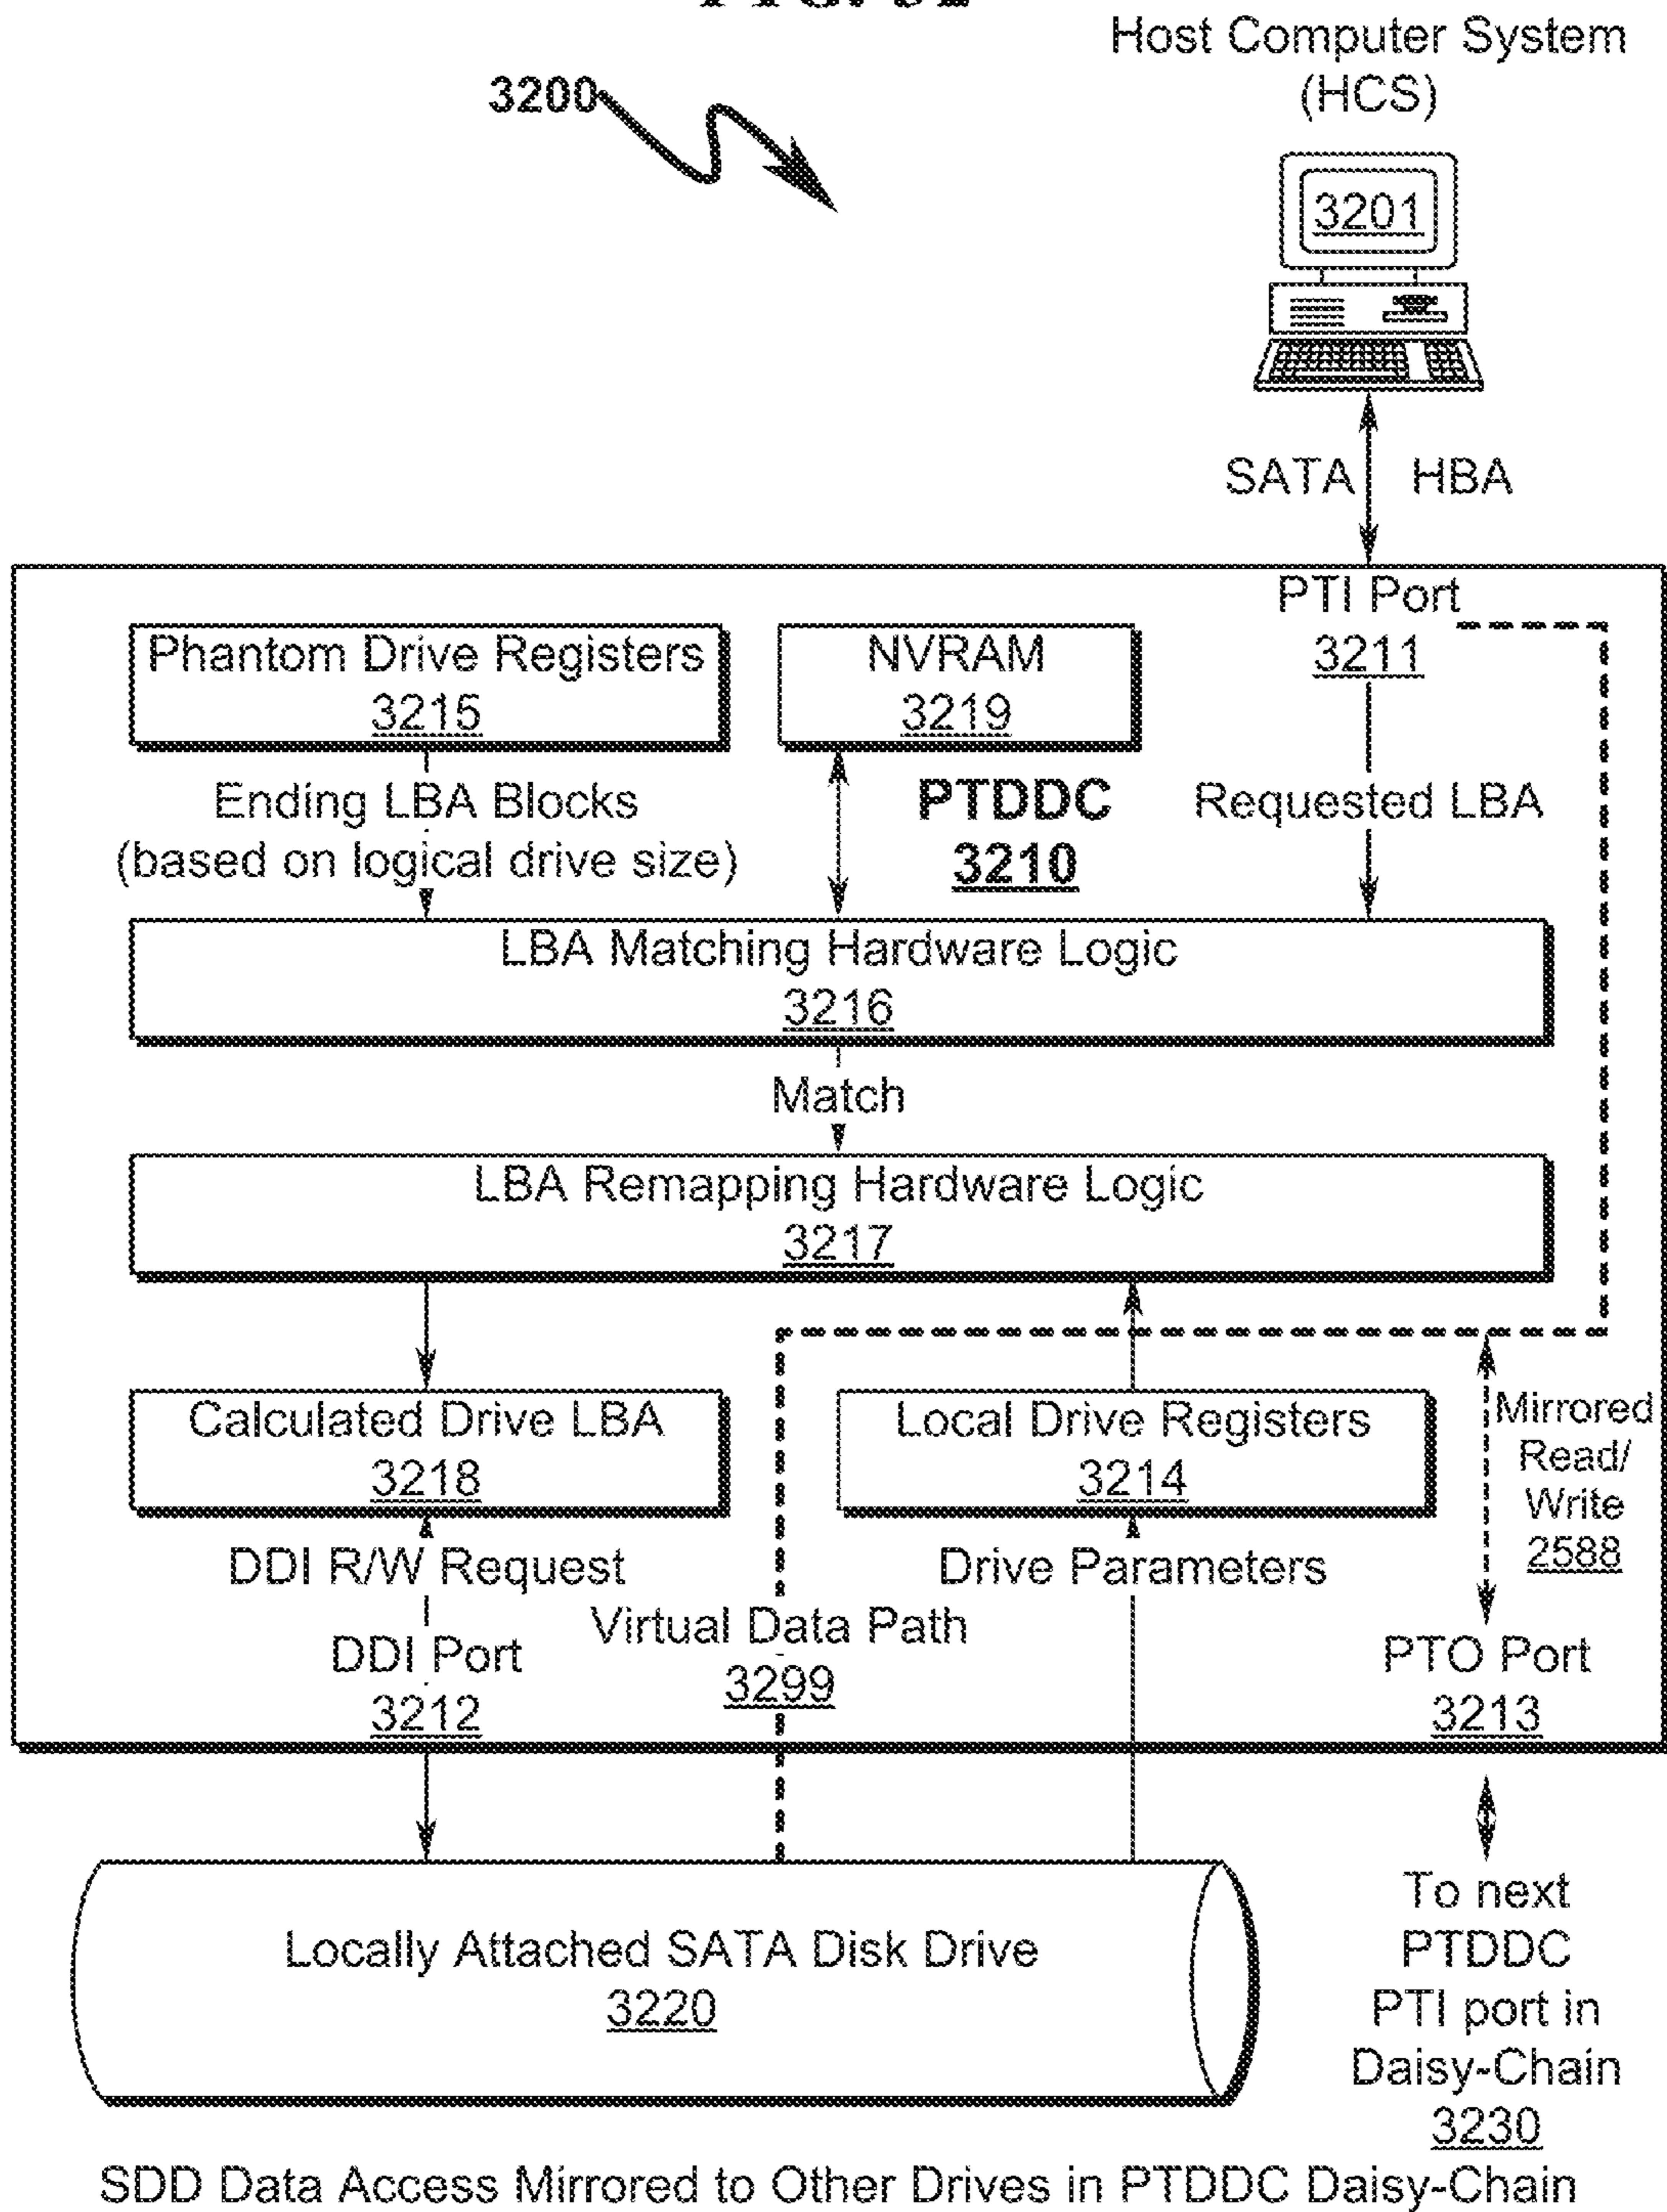 Host Computer System
(HCS)
3200
3201
SATA HBA
PTI Port
3211
Phantom Drive Registers
3215
NVRAM
3219
Ending LBA Blocks
(based on logical drive size)
PTDDC
3210
Requested LBA
LBA Matching Hardware Logic
3216
Match
LBA Remapping Hardware Logic
3217
Calculated Drive LBA
3218
Local Drive Registers
3214
Mirrored
Read/
Write
2588
DDI R/W Request
Drive Parameters
DDI Port
3212
Virtual Data Path
3299
PTO Port
3213
Locally Attached SATA Disk Drive
3220
To next
PTDDC
PTI port in
Daisy-Chain
3230
SDD Data Access Mirrored to Other Drives in PTDDC Daisy-Chain